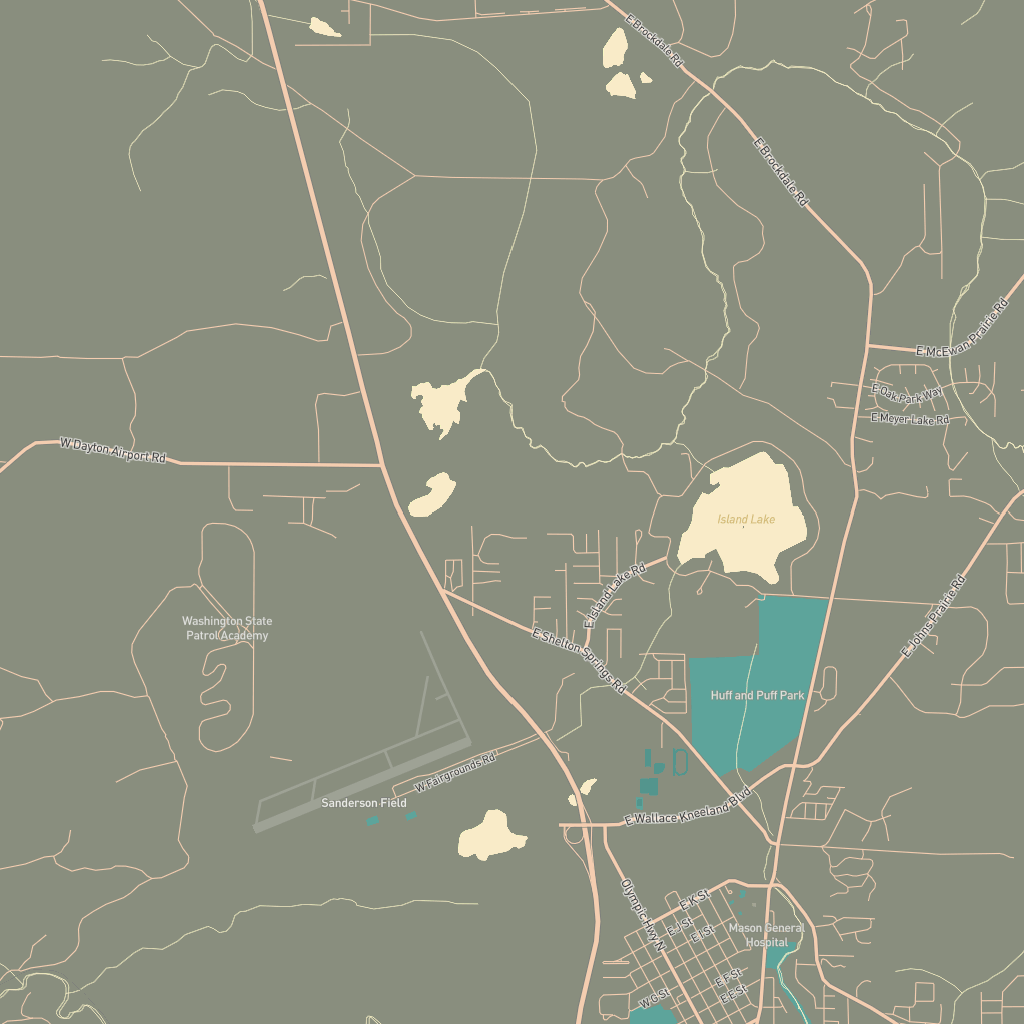 E Brockdale Rd
E Brockdale Rd
E McEwan Prairie Rd
E Oak Park Way
E Meyer Lake Rd
W Dayton Airport Rd
Island Lake
E Island Lake Rd
E Johns Prairie Rd
Washington State
Patrol Academy
E Shelton Springs Rd
Huff and Puff Park
W Fairgrounds Rd
Sanderson Field
E Wallace Kneeland Blvd
Olympic Hwy N
E K St
E J St
E I St
Mason General
Hospital
E F St
E E St
W G St